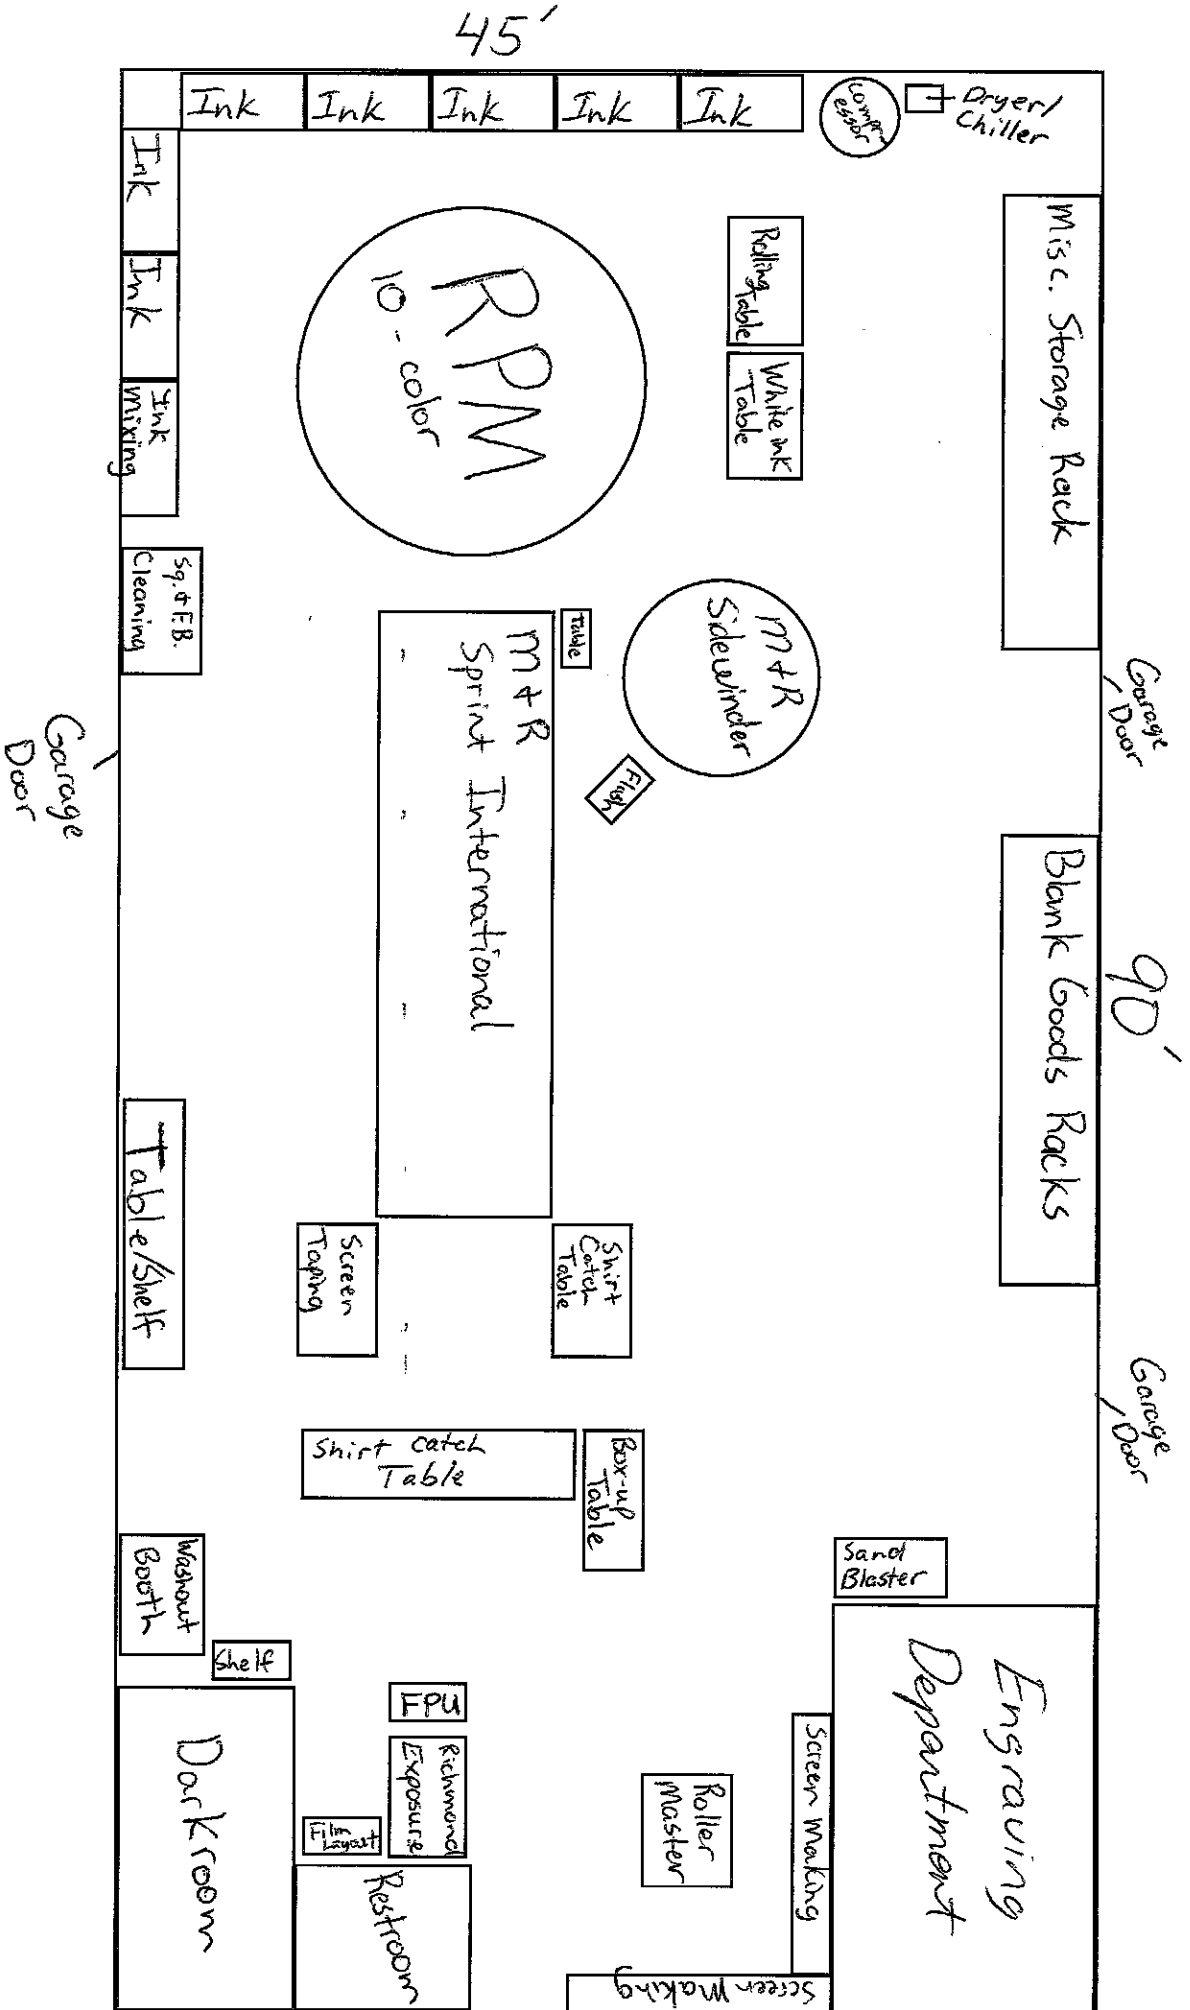 45'
Ink
Ink
Ink
Ink
Ink
Compr
essor
Dryer/
Chiller
Ink
Ink
Ink
Mixing
Sq. & F.B.
Cleaning
RPM
10-color
Rolling
Table
White ink
Table
Misc. Storage Rack
M&R
Sidewinder
Table
Flash
M&R
Sprint International
Garage
Door
Garage
Door
Blank Goods Racks
90'
Table/Shelf
Screen
Taping
Shirt
Catch
Table
Garage
Door
Shirt catch
Table
Box-up
Table
Washout
Booth
Shelf
Sand
Blaster
Engraving
Department
FPU
Richmond
Exposure
Film
Layout
Darkroom
Restroom
Roller
Master
Screen Making
Screen Making